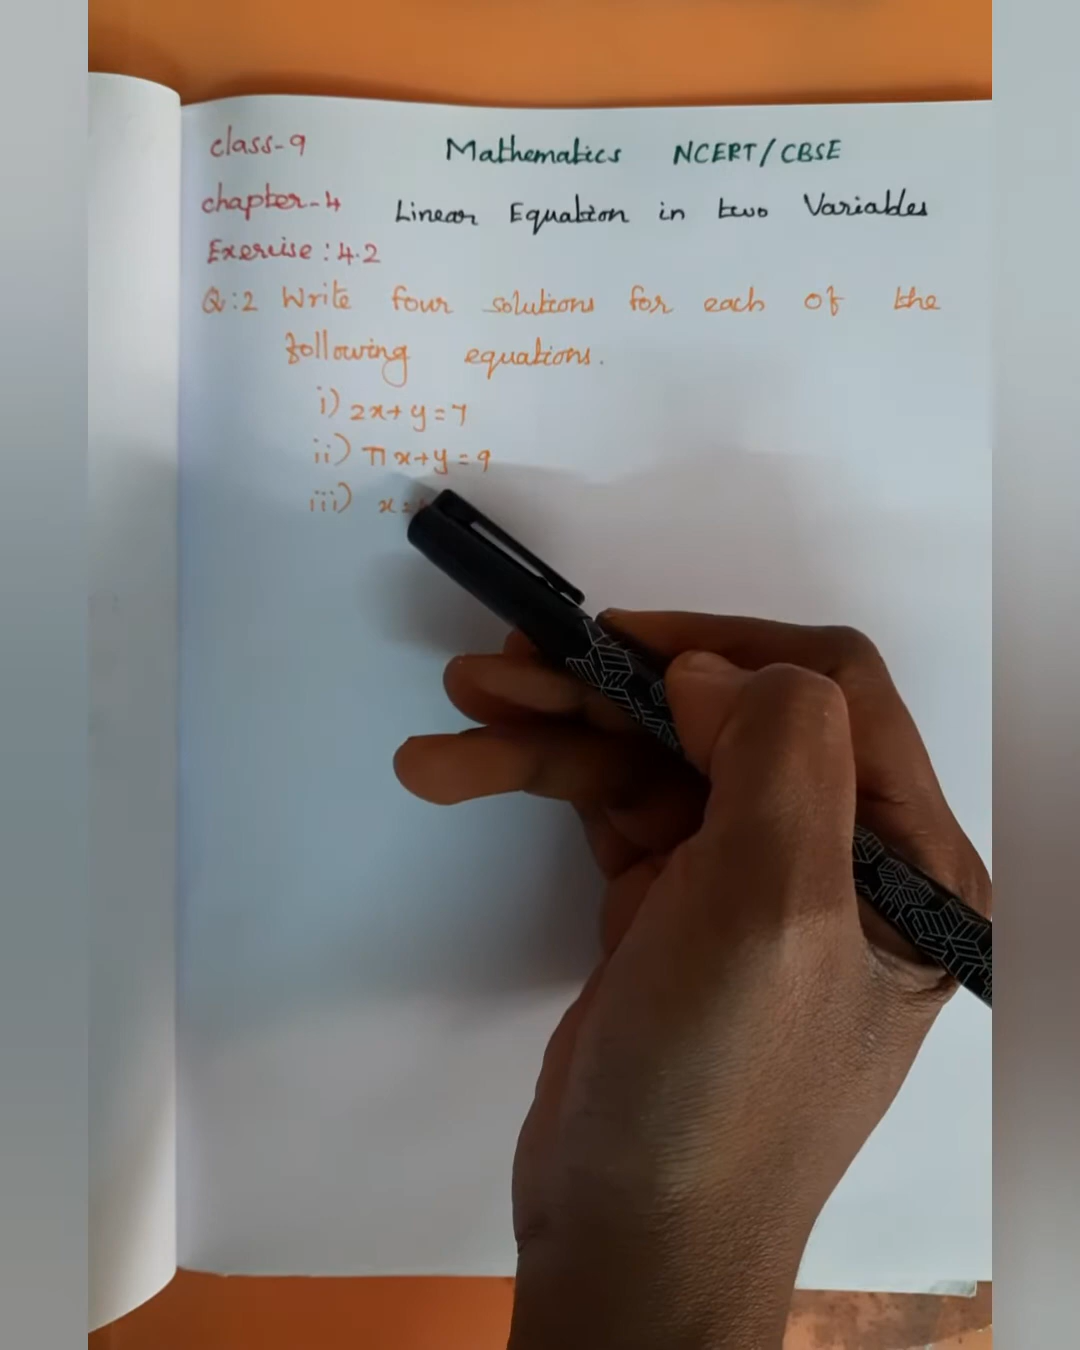 class-9 Mathematics NCERT/CBSE
chapter-4 Linear Equation in two Variables
Exercise : 4.2
Q:2 Write four solutions for each of the
following equations.
i) 2x+y=7
ii) πx+y=9
iii) x=